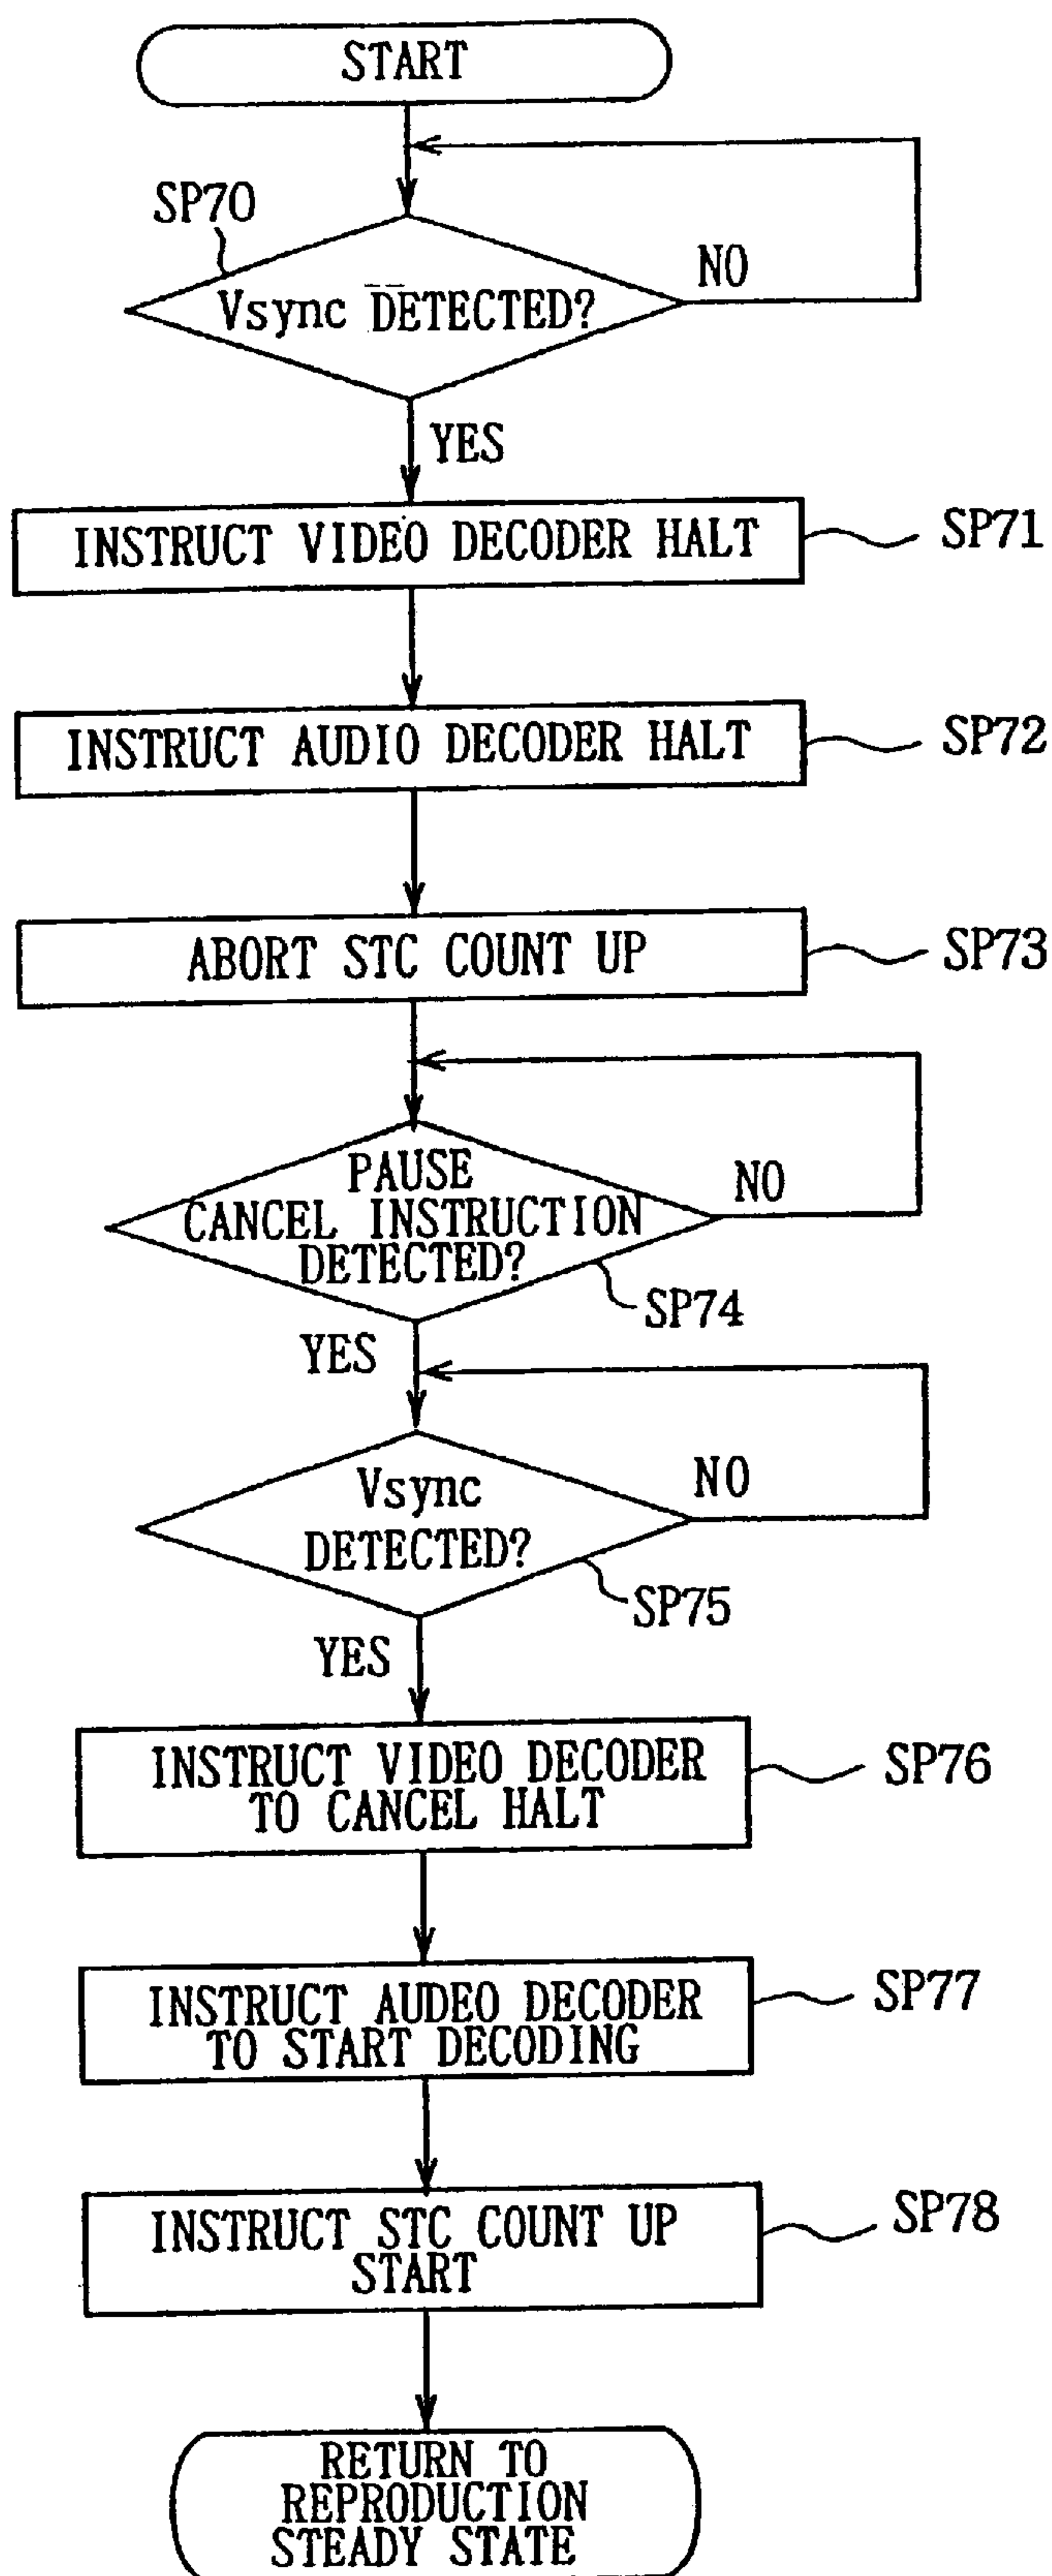 START
SP70
NO
Vsync DETECTED?
YES
INSTRUCT VIDEO DECODER HALT
SP71
INSTRUCT AUDIO DECODER HALT
SP72
ABORT STC COUNT UP
SP73
PAUSE
CANCEL INSTRUCTION
DETECTED?
NO
SP74
YES
Vsync
DETECTED?
NO
SP75
YES
INSTRUCT VIDEO DECODER
TO CANCEL HALT
SP76
INSTRUCT AUDEO DECODER
TO START DECODING
SP77
INSTRUCT STC COUNT UP
START
SP78
RETURN TO
REPRODUCTION
STEADY STATE